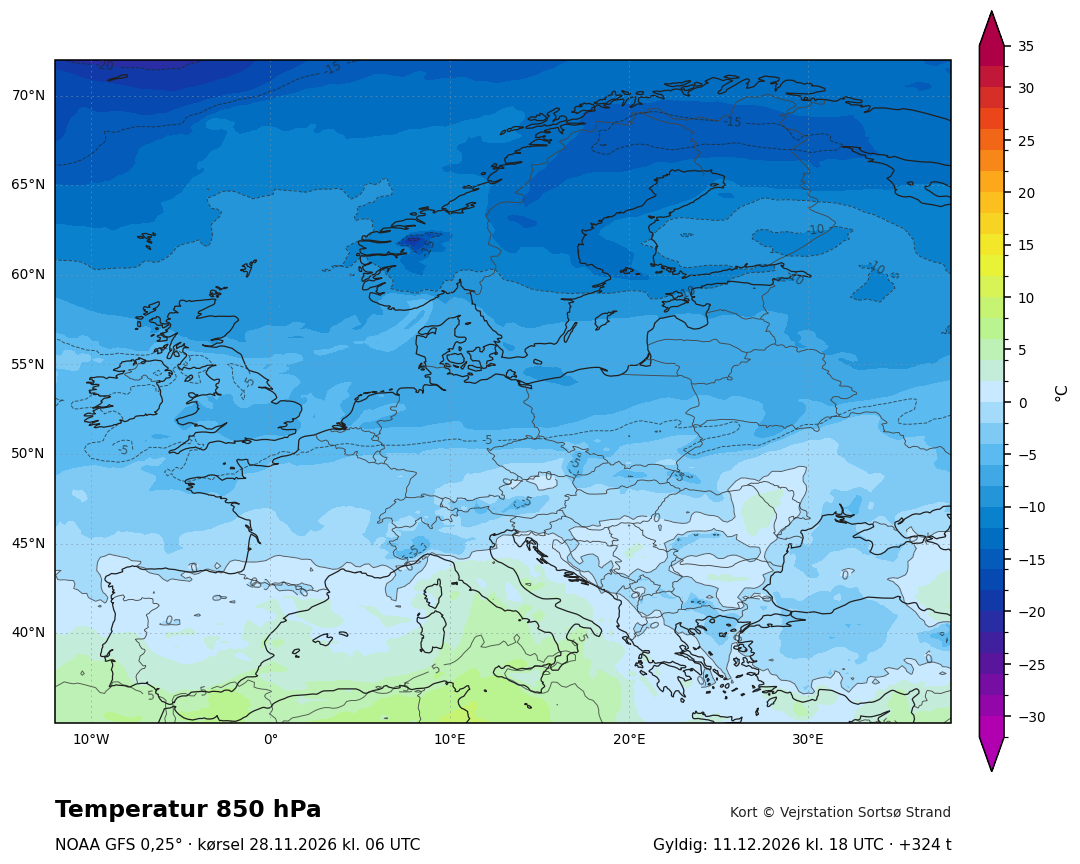 35
30
25
20
15
10
5
0
−5
−10
−15
−20
−25
−30
°C
70°N
65°N
60°N
55°N
50°N
45°N
40°N
10°W
0°
10°E
20°E
30°E
Temperatur 850 hPa
Kort © Vejrstation Sortsø Strand
NOAA GFS 0,25° · kørsel 28.11.2026 kl. 06 UTC
Gyldig: 11.12.2026 kl. 18 UTC · +324 t